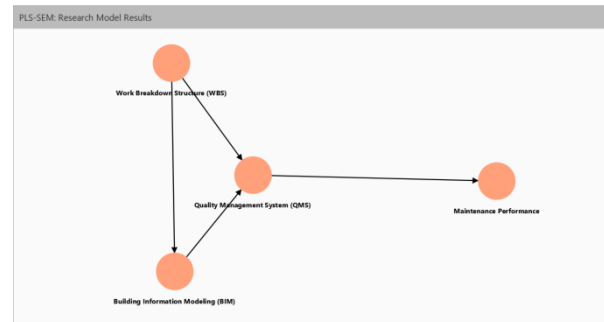 PLS-SEM: Research Model Results
Work Breakdown Structure (WBS)
Quality Management System (QMS)
Maintenance Performance
Building Information Modeling (BIM)